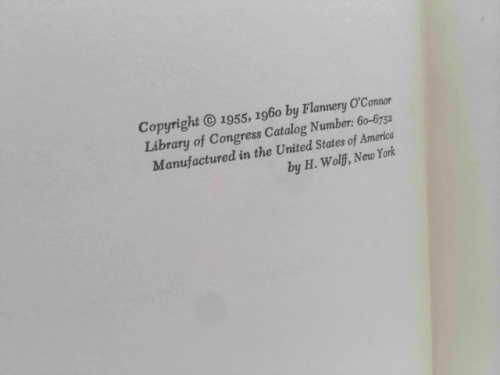 Copyright © 1955, 1960 by Flannery O'Connor
Library of Congress Catalog Number: 60-6752
Manufactured in the United States of America
by H. Wolff, New York